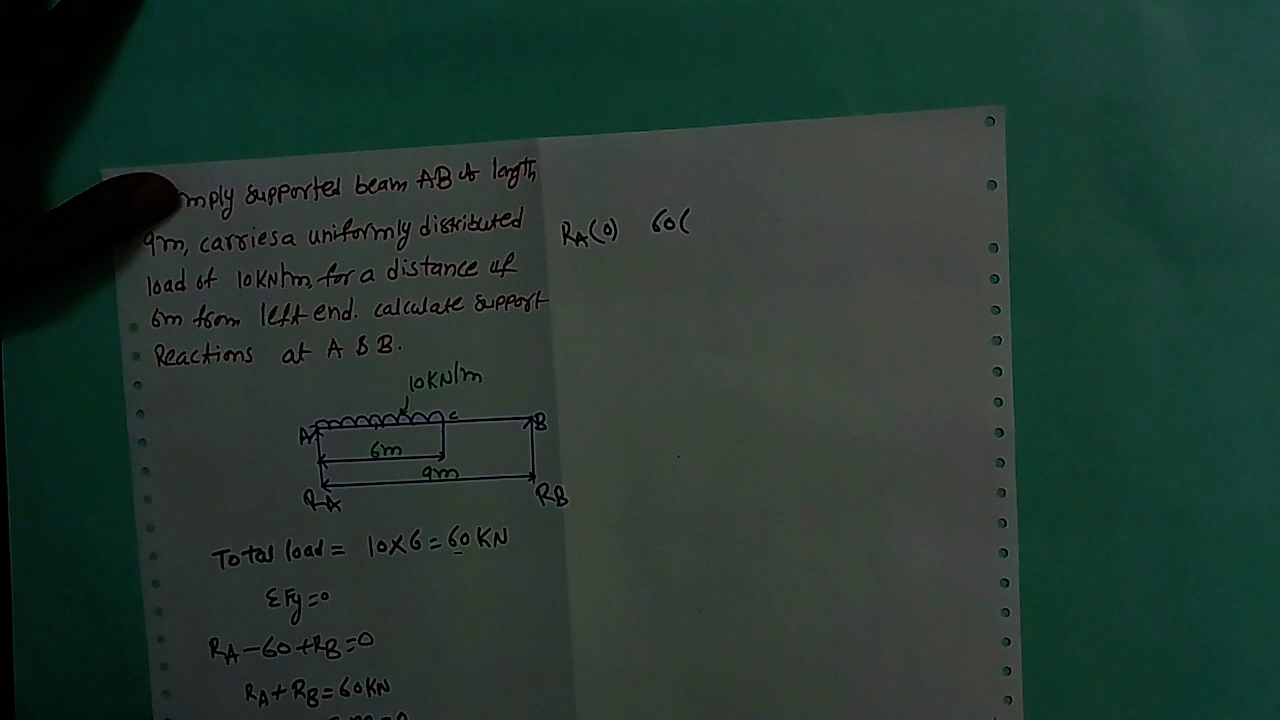 mply supported beam AB of length
9m, carries a uniformly distributed
load of 10KN/m, for a distance of
6m from left end. calculate support
Reactions at A & B.
10KN/m
A C B
6m
9m
RA RB
Total load = 10×6=60KN
ΣFy=0
RA-60+RB=0
RA+RB=60KN
RA(0) 60(